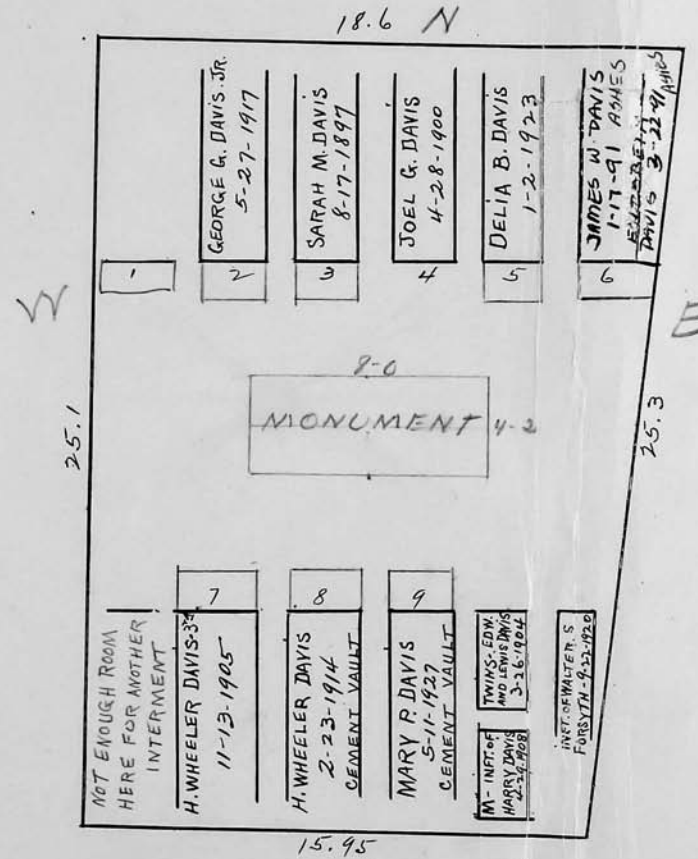 18.6 N
GEORGE G. DAVIS. JR.
5-27-1917
SARAH M. DAVIS
8-17-1897
JOEL G. DAVIS
4-28-1900
DELIA B. DAVIS
1-2-1923
JAMES W. DAVIS
1-17-91 ASHES
DAVIS 3-22-91 ASHES
1
2
3
4
5
6
W
E
8-0
MONUMENT 4-2
25.1
25.3
7
8
9
NOT ENOUGH ROOM
HERE FOR ANOTHER
INTERMENT
H. WHEELER DAVIS-3rd
11-13-1905
H. WHEELER DAVIS
2-23-1914
CEMENT VAULT
MARY P. DAVIS
5-11-1927
CEMENT VAULT
TWINS - EDW.
AND LEWIS DAVIS
3-26-1904
M- INFT. OF
HARRY DAVIS
4-29-1908
INFT. OF WALTER. S
FORSYTH - 9-22-1920
15.95